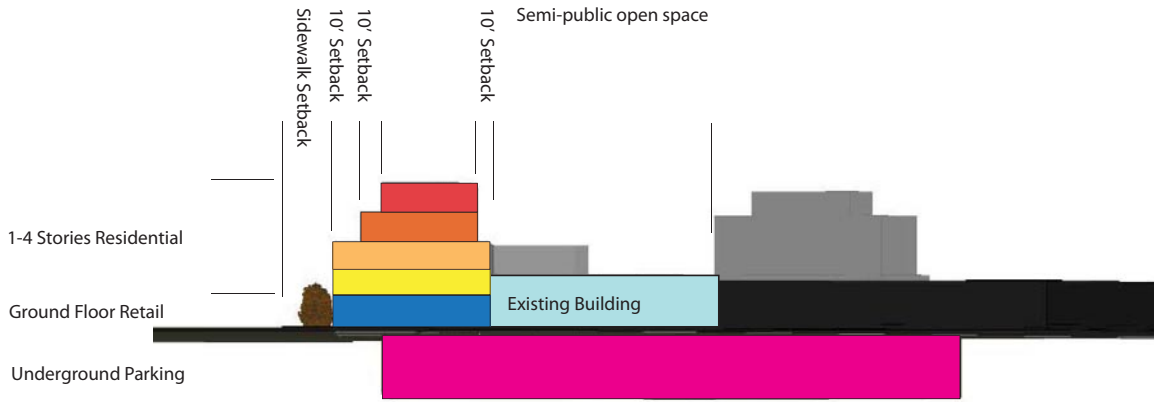 Sidewalk Setback
10’ Setback
10’ Setback
10’ Setback
Semi-public open space
1-4 Stories Residential
Ground Floor Retail
Existing Building
Underground Parking